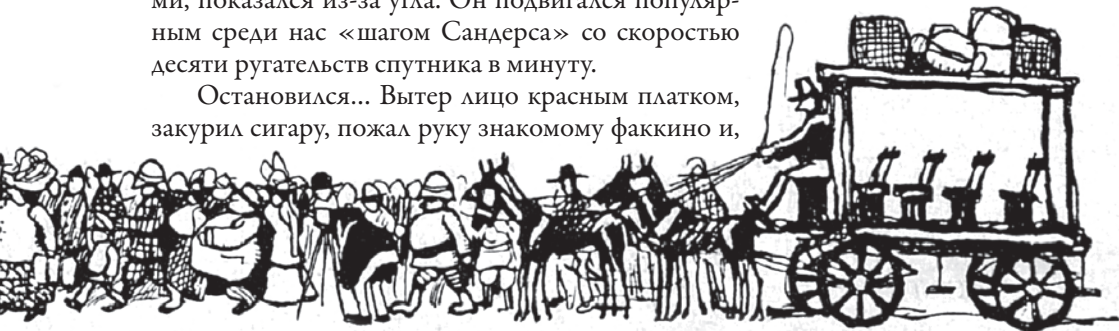 ми, показался из-за угла. Он подвигался популяр-
ным среди нас «шагом Сандерса» со скоростью
десяти ругательств спутника в минуту.
Остановился... Вытер лицо красным платком,
закурил сигару, пожал руку знакомому факкино и,